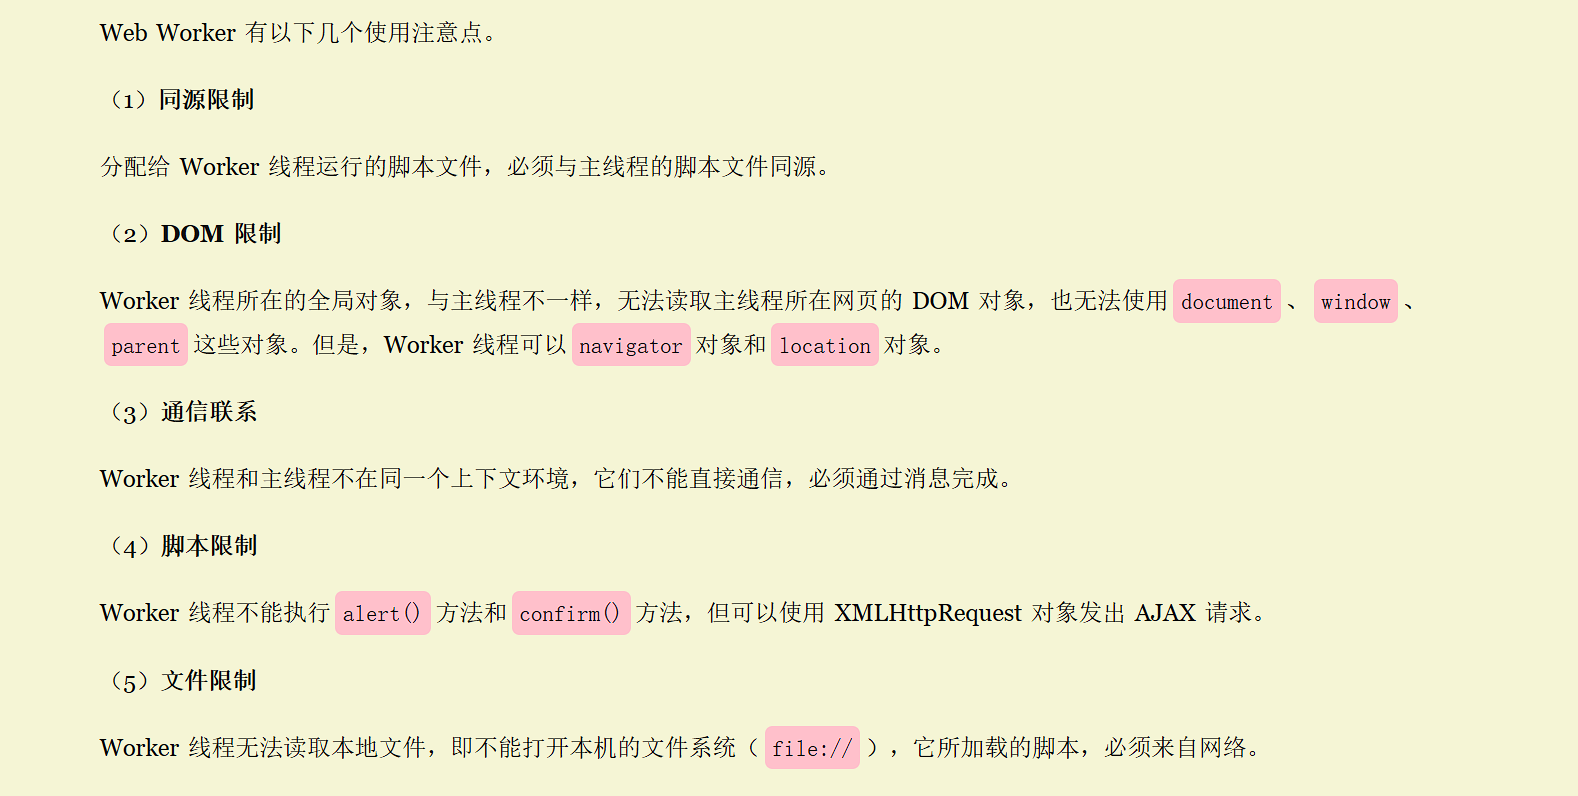 Web Worker 有以下几个使用注意点。
（1）同源限制
分配给 Worker 线程运行的脚本文件，必须与主线程的脚本文件同源。
（2）DOM 限制
Worker 线程所在的全局对象，与主线程不一样，无法读取主线程所在网页的 DOM 对象，也无法使用 document 、 window 、
parent 这些对象。但是，Worker 线程可以 navigator 对象和 location 对象。
（3）通信联系
Worker 线程和主线程不在同一个上下文环境，它们不能直接通信，必须通过消息完成。
（4）脚本限制
Worker 线程不能执行 alert() 方法和 confirm() 方法，但可以使用 XMLHttpRequest 对象发出 AJAX 请求。
（5）文件限制
Worker 线程无法读取本地文件，即不能打开本机的文件系统（ file:// ），它所加载的脚本，必须来自网络。